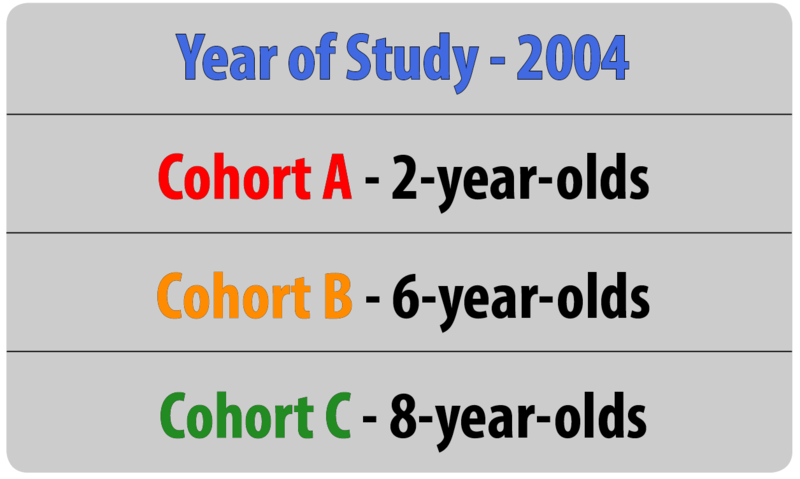 Year of Study - 2004
Cohort A - 2-year-olds
Cohort B - 6-year-olds
Cohort C - 8-year-olds